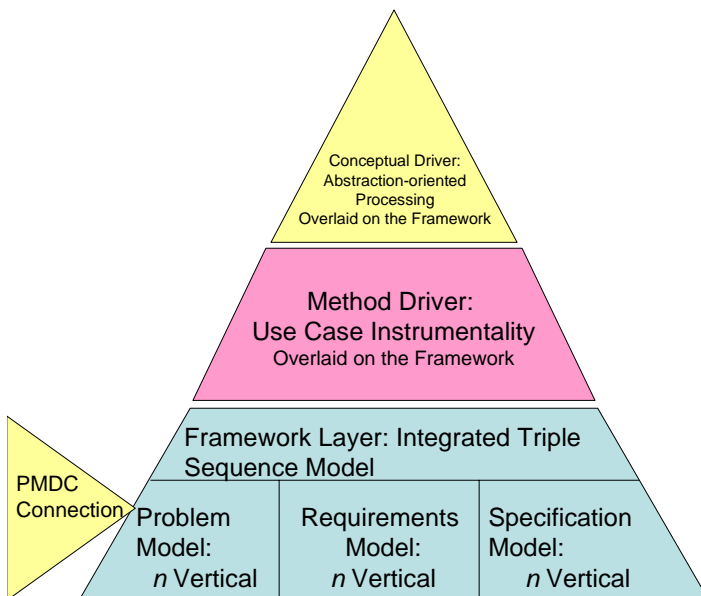 Conceptual Driver:
Abstraction-oriented
Processing
Overlaid on the Framework
Method Driver:
Use Case Instrumentality
Overlaid on the Framework
Framework Layer: Integrated Triple
Sequence Model
PMDC
Connection
Problem
Model:
n Vertical
Requirements
Model:
n Vertical
Specification
Model:
n Vertical